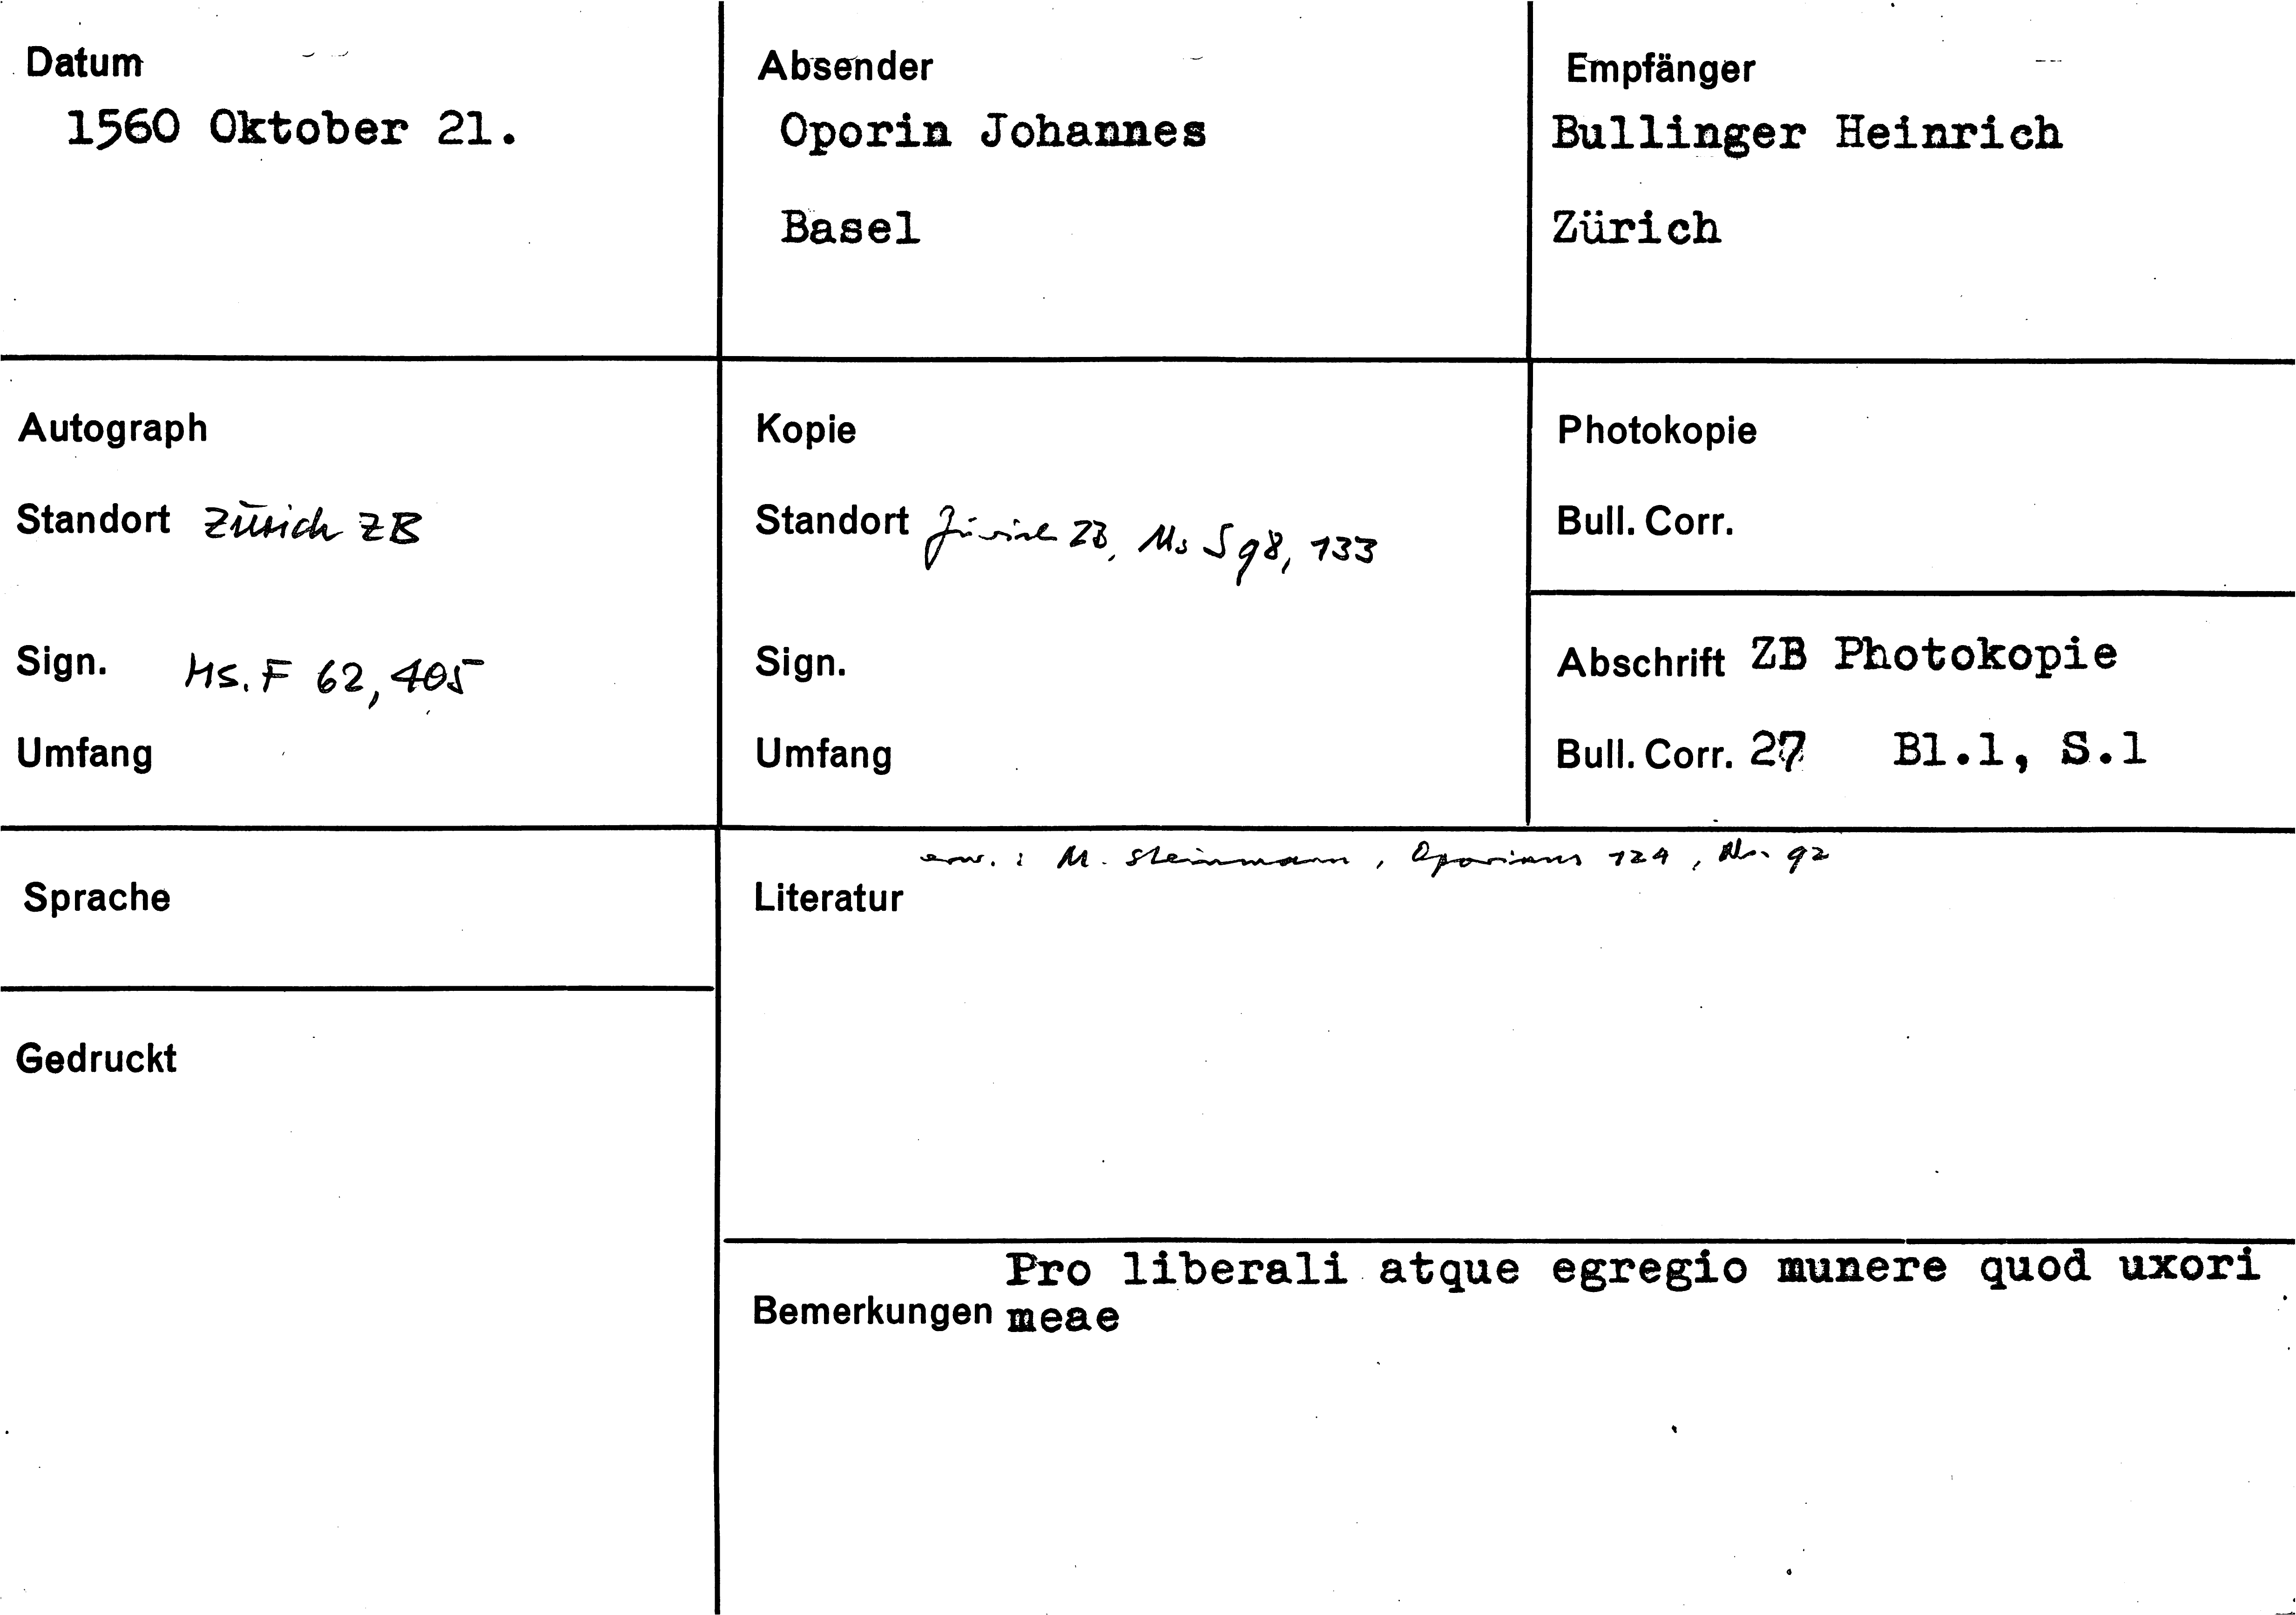 Datum
1560 Oktober 21.
Absender
Oporin Johannes
Basel
Empfänger
Bullinger Heinrich
Zürich
Autograph
Standort Zürich ZB
Sign. Ms. F 62, 405
Umfang
Kopie
Standort Zürich ZB, Ms S 98, 133
Sign.
Umfang
Photokopie
Bull. Corr.
Abschrift ZB Photokopie
Bull. Corr. 27 Bl.1, S.1
Sprache
Gedruckt
erw. : M. Steinmann, Oporinus 124, Nr. 92
Literatur
Pro liberali atque egregio munere quod uxori
Bemerkungen meae